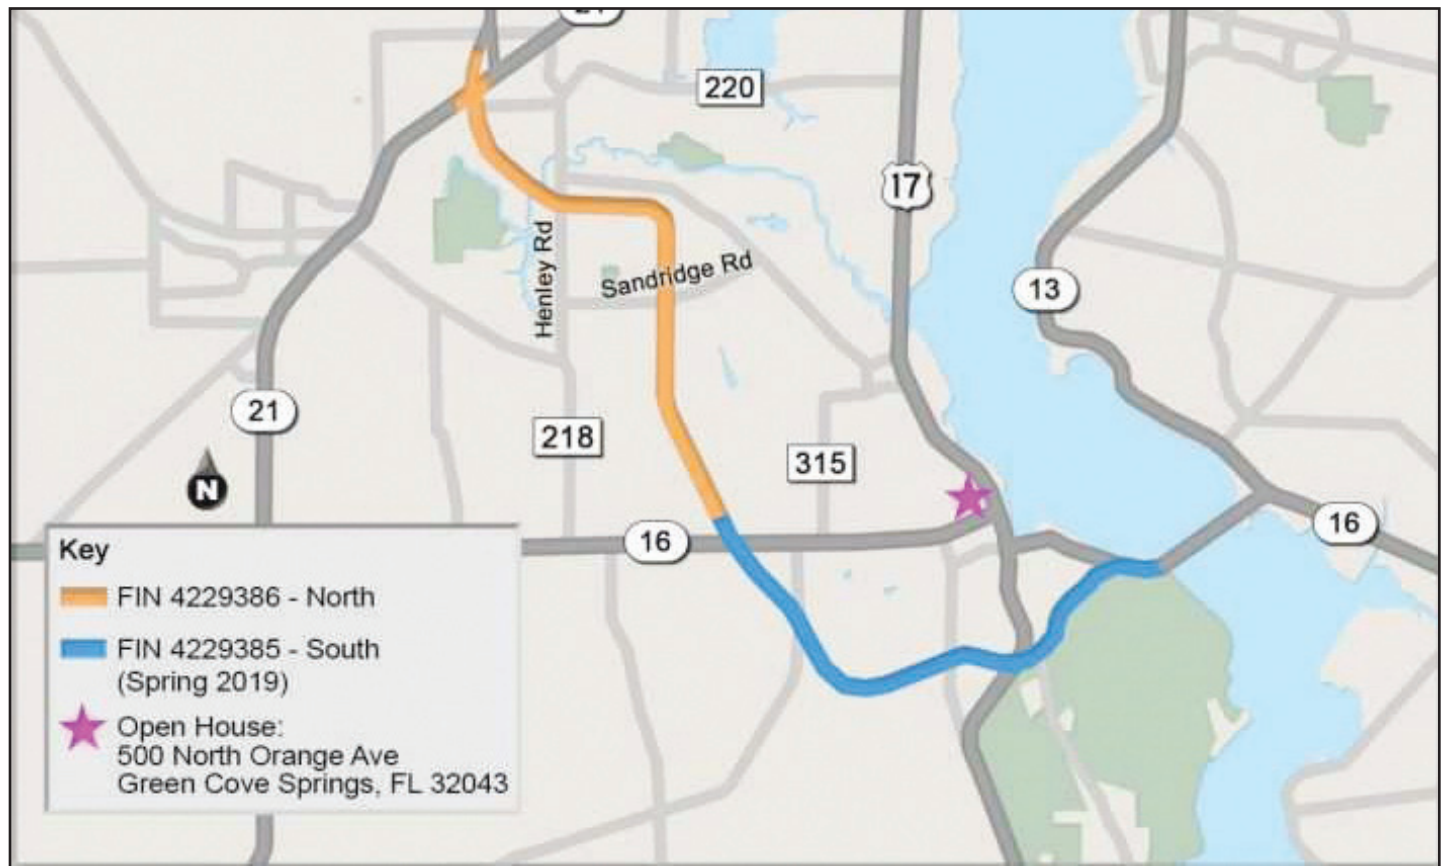 220
17
Henley Rd
Sandridge Rd
13
21
218
315
N
16
16
Key
FIN 4229386 - North
FIN 4229385 - South
(Spring 2019)
Open House:
500 North Orange Ave
Green Cove Springs, FL 32043